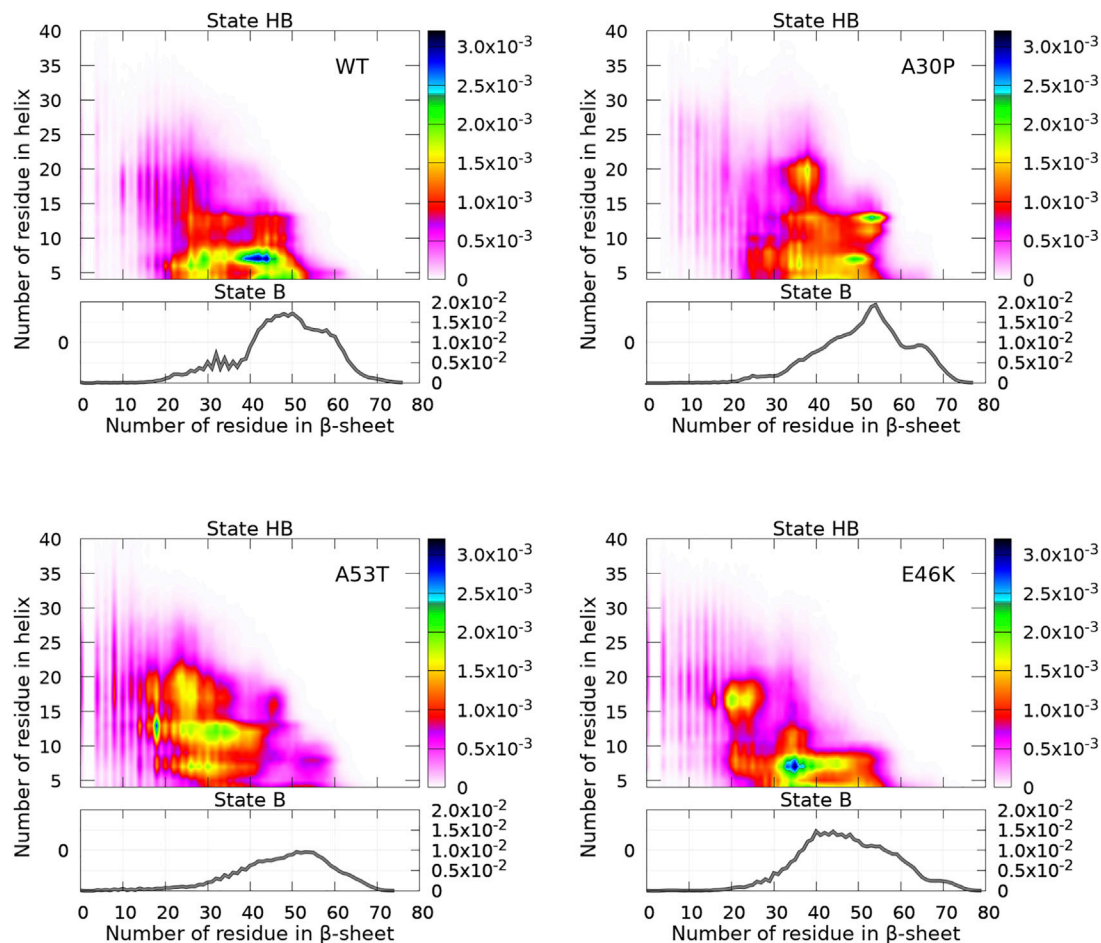 State HB
WT
Number of residue in helix
40
35
30
25
20
15
10
5
3.0x10⁻³
2.5x10⁻³
2.0x10⁻³
1.5x10⁻³
1.0x10⁻³
0.5x10⁻³
0
State B
0
2.0x10⁻²
1.5x10⁻²
1.0x10⁻²
0.5x10⁻²
0
0 10 20 30 40 50 60 70 80
Number of residue in β-sheet
State HB
A30P
Number of residue in helix
40
35
30
25
20
15
10
5
3.0x10⁻³
2.5x10⁻³
2.0x10⁻³
1.5x10⁻³
1.0x10⁻³
0.5x10⁻³
0
State B
0
2.0x10⁻²
1.5x10⁻²
1.0x10⁻²
0.5x10⁻²
0
0 10 20 30 40 50 60 70 80
Number of residue in β-sheet
State HB
A53T
Number of residue in helix
40
35
30
25
20
15
10
5
3.0x10⁻³
2.5x10⁻³
2.0x10⁻³
1.5x10⁻³
1.0x10⁻³
0.5x10⁻³
0
State B
0
2.0x10⁻²
1.5x10⁻²
1.0x10⁻²
0.5x10⁻²
0
0 10 20 30 40 50 60 70 80
Number of residue in β-sheet
State HB
E46K
Number of residue in helix
40
35
30
25
20
15
10
5
3.0x10⁻³
2.5x10⁻³
2.0x10⁻³
1.5x10⁻³
1.0x10⁻³
0.5x10⁻³
0
State B
0
2.0x10⁻²
1.5x10⁻²
1.0x10⁻²
0.5x10⁻²
0
0 10 20 30 40 50 60 70 80
Number of residue in β-sheet